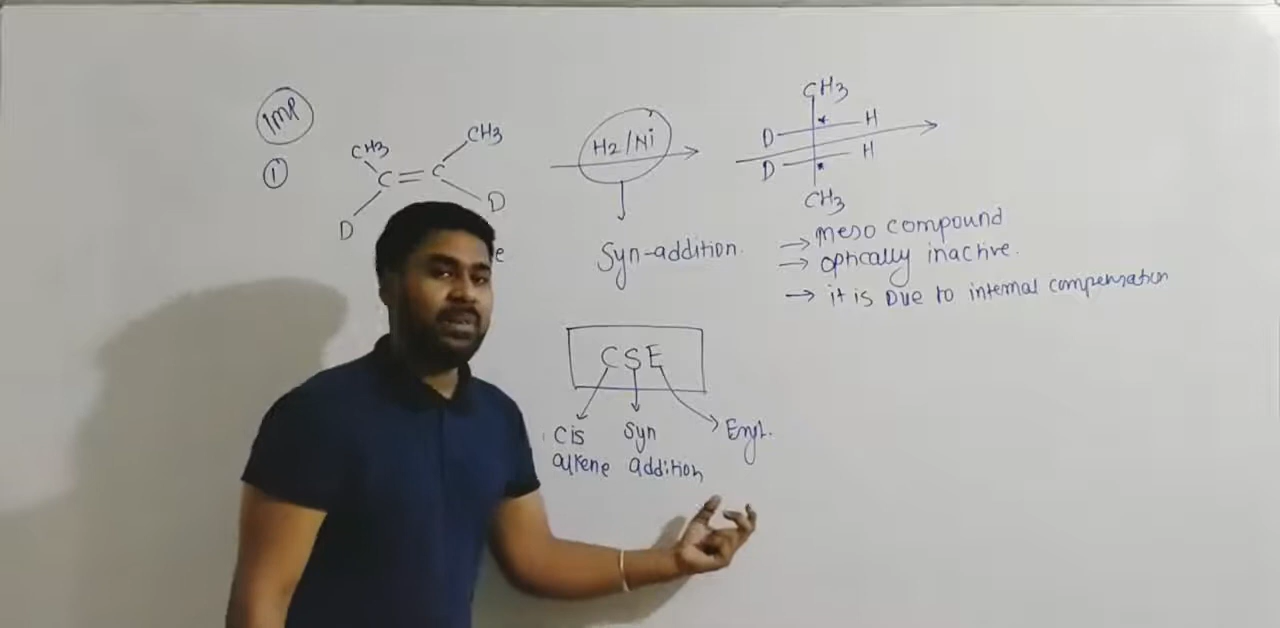 IMP
①
CH3
CH3
C=C
D
D
e
H2/Ni
Syn-addition.
CH3
D
H
D
H
CH3
→ meso compound
→ optically inactive.
→ it is Due to internal compensation
CSE
Cis
alkene
Syn
addition